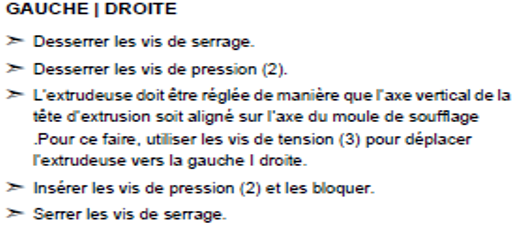 GAUCHE | DROITE
➣ Desserrer les vis de serrage.
➣ Desserrer les vis de pression (2).
➣ L'extrudeuse doit être réglée de manière que l'axe vertical de la
tête d'extrusion soit aligné sur l'axe du moule de soufflage
.Pour ce faire, utiliser les vis de tension (3) pour déplacer
l'extrudeuse vers la gauche l droite.
➣ Insérer les vis de pression (2) et les bloquer.
➣ Serrer les vis de serrage.